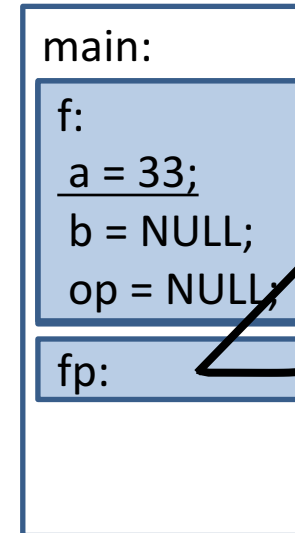 main:
f:
a = 33;
b = NULL;
op = NULL;
fp: